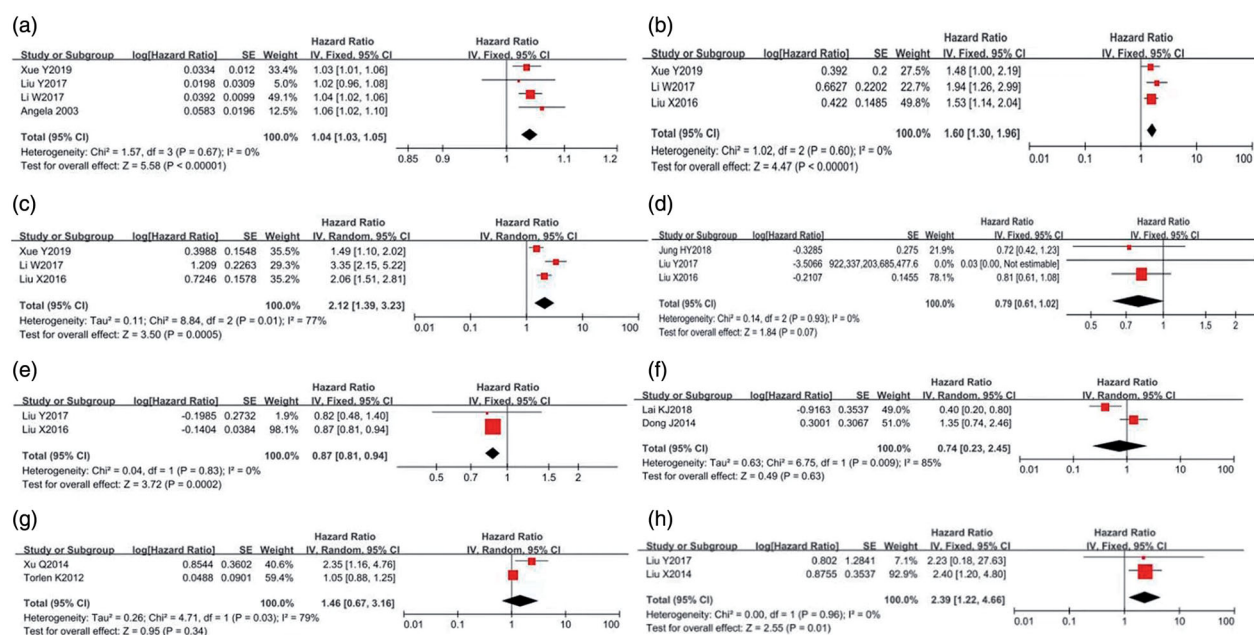 (a)
Hazard Ratio Hazard Ratio
Study or Subgroup log[Hazard Ratio] SE Weight IV, Fixed, 95% CI IV, Fixed, 95% CI
Xue Y2019 0.0334 0.012 33.4% 1.03 [1.01, 1.06]
Liu Y2017 0.0198 0.0309 5.0% 1.02 [0.96, 1.08]
Li W2017 0.0392 0.0099 49.1% 1.04 [1.02, 1.06]
Angela 2003 0.0583 0.0196 12.5% 1.06 [1.02, 1.10]
Total (95% CI) 100.0% 1.04 [1.03, 1.05]
Heterogeneity: Chi² = 1.57, df = 3 (P = 0.67); I² = 0%
Test for overall effect: Z = 5.58 (P < 0.00001)
0.85 0.9 1 1.1 1.2
(b)
Hazard Ratio Hazard Ratio
Study or Subgroup log[Hazard Ratio] SE Weight IV, Fixed, 95% CI IV, Fixed, 95% CI
Xue Y2019 0.392 0.2 27.5% 1.48 [1.00, 2.19]
Li W2017 0.6627 0.2202 22.7% 1.94 [1.26, 2.99]
Liu X2016 0.422 0.1485 49.8% 1.53 [1.14, 2.04]
Total (95% CI) 100.0% 1.60 [1.30, 1.96]
Heterogeneity: Chi² = 1.02, df = 2 (P = 0.60); I² = 0%
Test for overall effect: Z = 4.47 (P < 0.00001)
0.01 0.1 1 10 100
(c)
Hazard Ratio Hazard Ratio
Study or Subgroup log[Hazard Ratio] SE Weight IV, Random, 95% CI IV, Random, 95% CI
Xue Y2019 0.3988 0.1548 35.5% 1.49 [1.10, 2.02]
Li W2017 1.209 0.2263 29.3% 3.35 [2.15, 5.22]
Liu X2016 0.7246 0.1578 35.2% 2.06 [1.51, 2.81]
Total (95% CI) 100.0% 2.12 [1.39, 3.23]
Heterogeneity: Tau² = 0.11; Chi² = 8.84, df = 2 (P = 0.01); I² = 77%
Test for overall effect: Z = 3.50 (P = 0.0005)
0.01 0.1 1 10 100
(d)
Hazard Ratio Hazard Ratio
Study or Subgroup log[Hazard Ratio] SE Weight IV, Fixed, 95% CI IV, Fixed, 95% CI
Jung HY2018 -0.3285 0.275 21.9% 0.72 [0.42, 1.23]
Liu Y2017 -3.5066 922,337,203,685,477.6 0.0% 0.03 [0.00, Not estimable]
Liu X2016 -0.2107 0.1455 78.1% 0.81 [0.61, 1.08]
Total (95% CI) 100.0% 0.79 [0.61, 1.02]
Heterogeneity: Chi² = 0.14, df = 2 (P = 0.93); I² = 0%
Test for overall effect: Z = 1.84 (P = 0.07)
0.5 0.7 1 1.5 2
(e)
Hazard Ratio Hazard Ratio
Study or Subgroup log[Hazard Ratio] SE Weight IV, Fixed, 95% CI IV, Fixed, 95% CI
Liu Y2017 -0.1985 0.2732 1.9% 0.82 [0.48, 1.40]
Liu X2016 -0.1404 0.0384 98.1% 0.87 [0.81, 0.94]
Total (95% CI) 100.0% 0.87 [0.81, 0.94]
Heterogeneity: Chi² = 0.04, df = 1 (P = 0.83); I² = 0%
Test for overall effect: Z = 3.72 (P = 0.0002)
0.5 0.7 1 1.5 2
(f)
Hazard Ratio Hazard Ratio
Study or Subgroup log[Hazard Ratio] SE Weight IV, Random, 95% CI IV, Random, 95% CI
Lai KJ2018 -0.9163 0.3537 49.0% 0.40 [0.20, 0.80]
Dong J2014 0.3001 0.3067 51.0% 1.35 [0.74, 2.46]
Total (95% CI) 100.0% 0.74 [0.23, 2.45]
Heterogeneity: Tau² = 0.63; Chi² = 6.75, df = 1 (P = 0.009); I² = 85%
Test for overall effect: Z = 0.49 (P = 0.63)
0.01 0.1 1 10 100
(g)
Hazard Ratio Hazard Ratio
Study or Subgroup log[Hazard Ratio] SE Weight IV, Random, 95% CI IV, Random, 95% CI
Xu Q2014 0.8544 0.3602 40.6% 2.35 [1.16, 4.76]
Torlen K2012 0.0488 0.0901 59.4% 1.05 [0.88, 1.25]
Total (95% CI) 100.0% 1.46 [0.67, 3.16]
Heterogeneity: Tau² = 0.26; Chi² = 4.71, df = 1 (P = 0.03); I² = 79%
Test for overall effect: Z = 0.95 (P = 0.34)
0.01 0.1 1 10 100
(h)
Hazard Ratio Hazard Ratio
Study or Subgroup log[Hazard Ratio] SE Weight IV, Fixed, 95% CI IV, Fixed, 95% CI
Liu Y2017 0.802 1.2841 7.1% 2.23 [0.18, 27.63]
Liu X2014 0.8755 0.3537 92.9% 2.40 [1.20, 4.80]
Total (95% CI) 100.0% 2.39 [1.22, 4.66]
Heterogeneity: Chi² = 0.00, df = 1 (P = 0.96); I² = 0%
Test for overall effect: Z = 2.55 (P = 0.01)
0.01 0.1 1 10 100